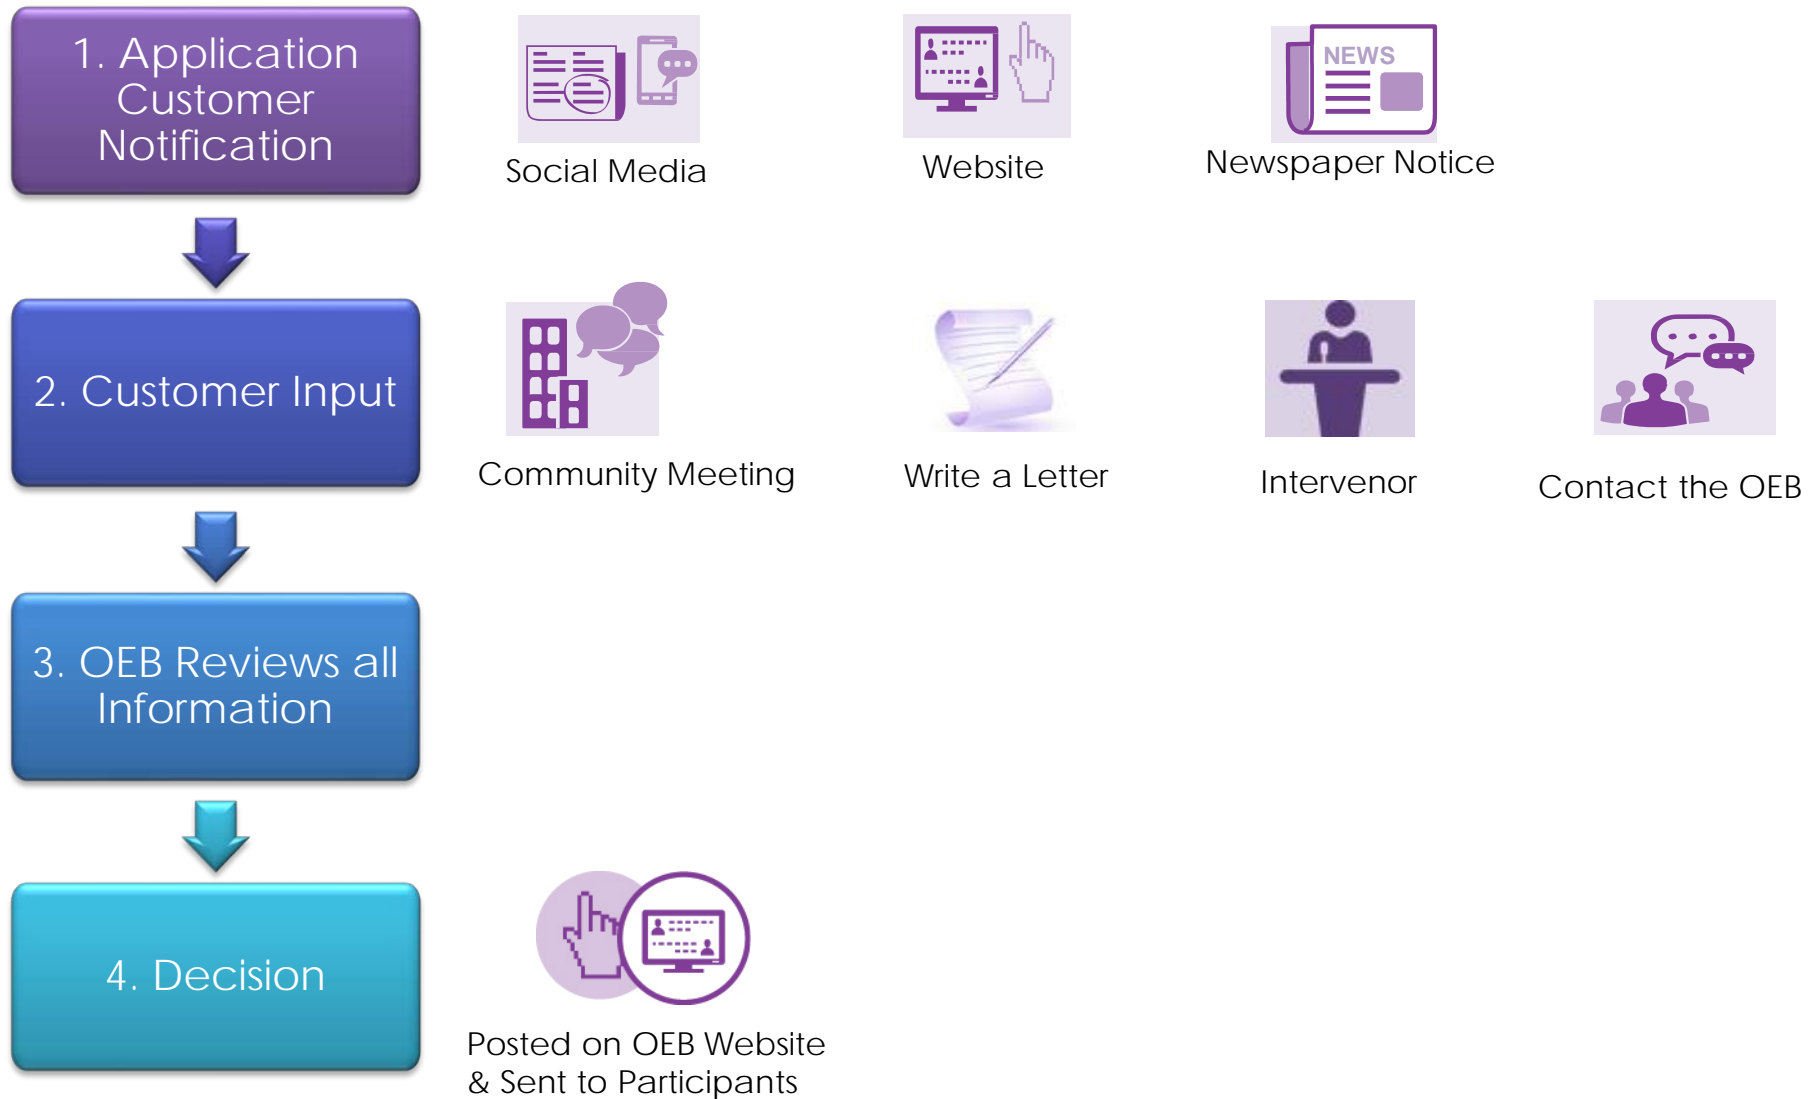 1. Application
Customer
Notification
Social Media
Website
NEWS
Newspaper Notice
2. Customer Input
Community Meeting
Write a Letter
Intervenor
Contact the OEB
3. OEB Reviews all
Information
4. Decision
Posted on OEB Website
& Sent to Participants